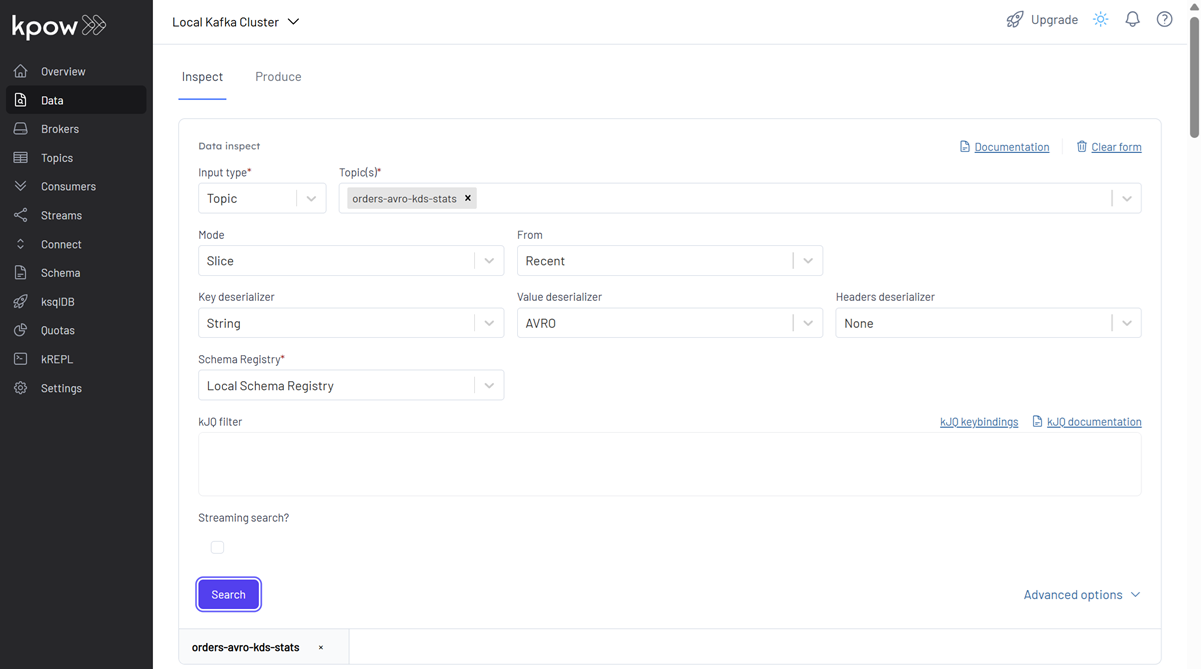 kpow
Local Kafka Cluster
Upgrade
Overview
Data
Brokers
Topics
Consumers
Streams
Connect
Schema
ksqlDB
Quotas
kREPL
Settings
Inspect Produce
Data inspect
Documentation Clear form
Input type* Topic(s)*
Topic orders-avro-kds-stats ×
Mode From
Slice Recent
Key deserializer Value deserializer Headers deserializer
String AVRO None
Schema Registry*
Local Schema Registry
kJQ filter kJQ keybindings kJQ documentation
Streaming search?
Search Advanced options
orders-avro-kds-stats ×